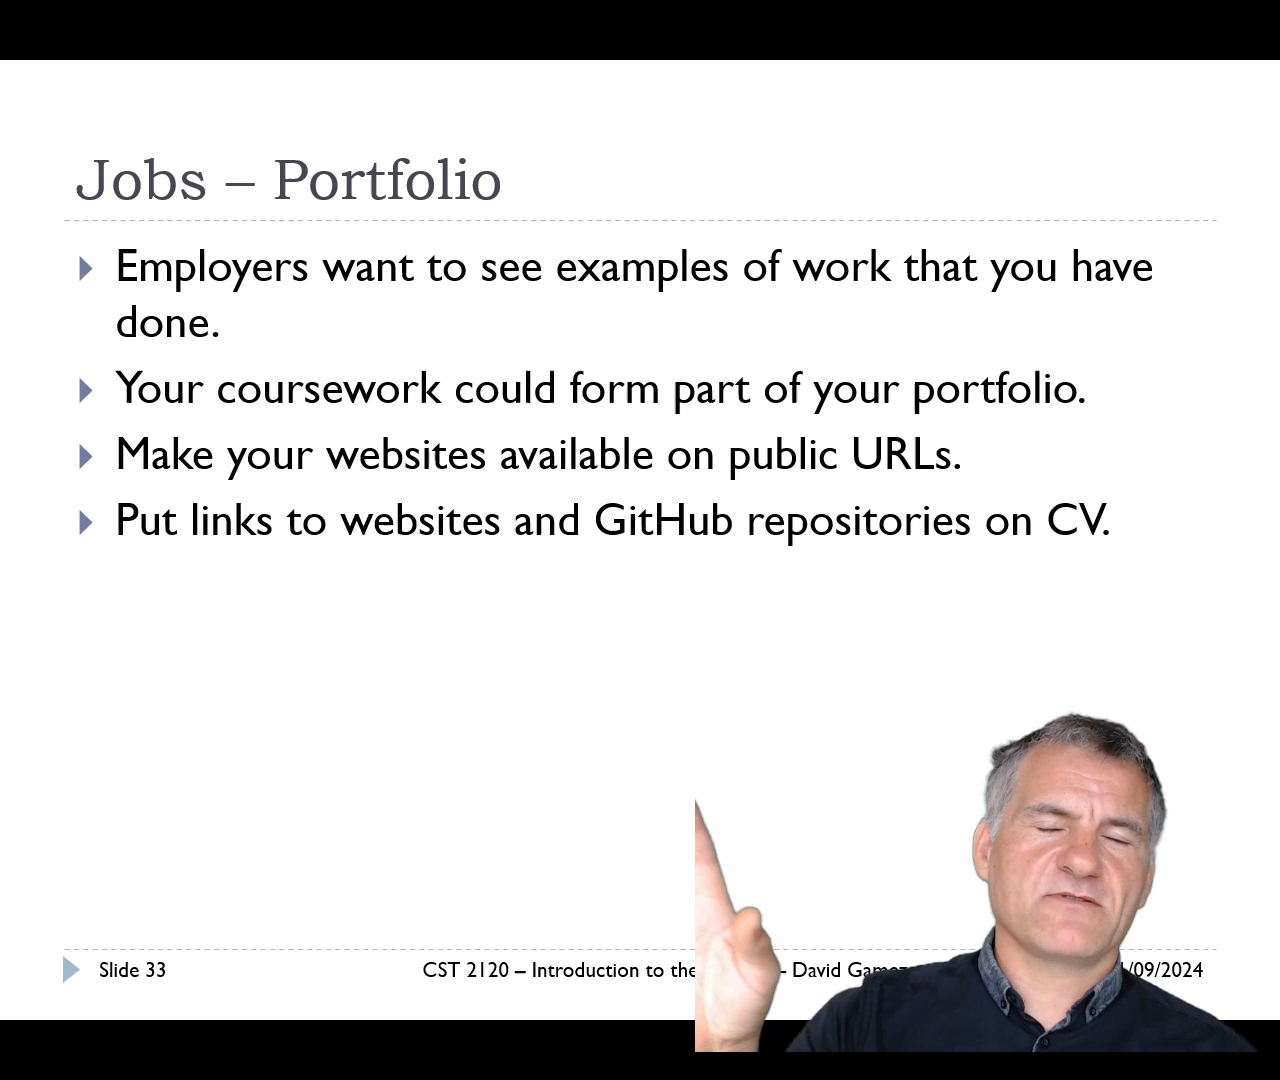 Jobs – Portfolio
Employers want to see examples of work that you have
done.
Your coursework could form part of your portfolio.
Make your websites available on public URLs.
Put links to websites and GitHub repositories on CV.
Slide 33
CST 2120 – Introduction to the - David Gamez
/09/2024